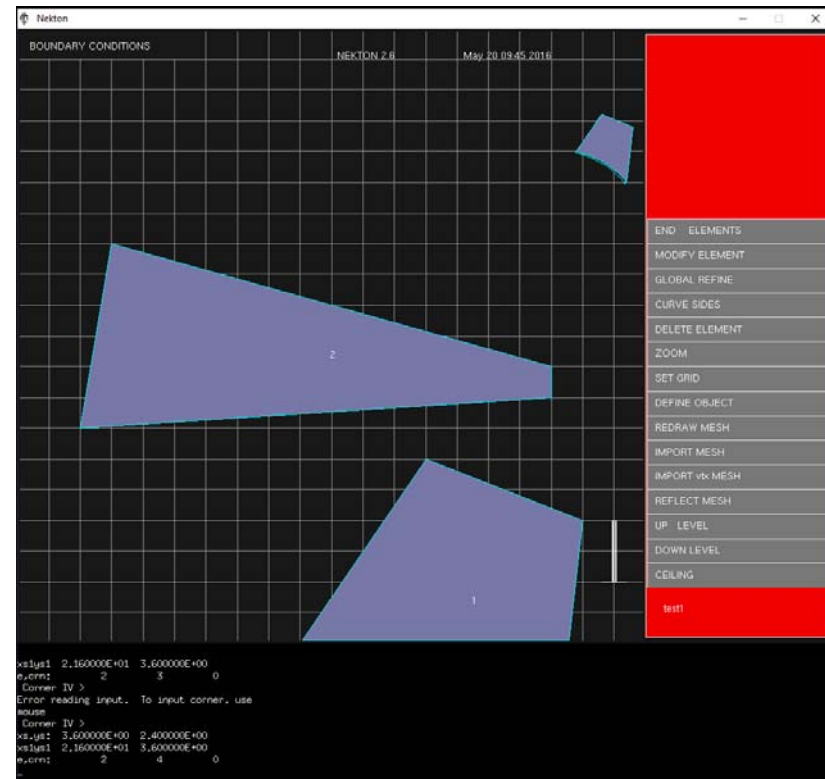 Nekton
BOUNDARY CONDITIONS
NEKTON 2.6 May 20 09:45 2016
END ELEMENTS
MODIFY ELEMENT
GLOBAL REFINE
CURVE SIDES
DELETE ELEMENT
ZOOM
SET GRID
DEFINE OBJECT
REDRAW MESH
IMPORT MESH
IMPORT vtx MESH
REFLECT MESH
UP LEVEL
DOWN LEVEL
CEILING
test1
2
1
xs1ys1 2.160000E+01 3.600000E+00
e,crn: 2 3 0
Corner IV >
Error reading input. To input corner, use
mouse
Corner IV >
xs,ys: 3.600000E+00 2.400000E+00
xs1ys1 2.160000E+01 3.600000E+00
e,crn: 2 4 0